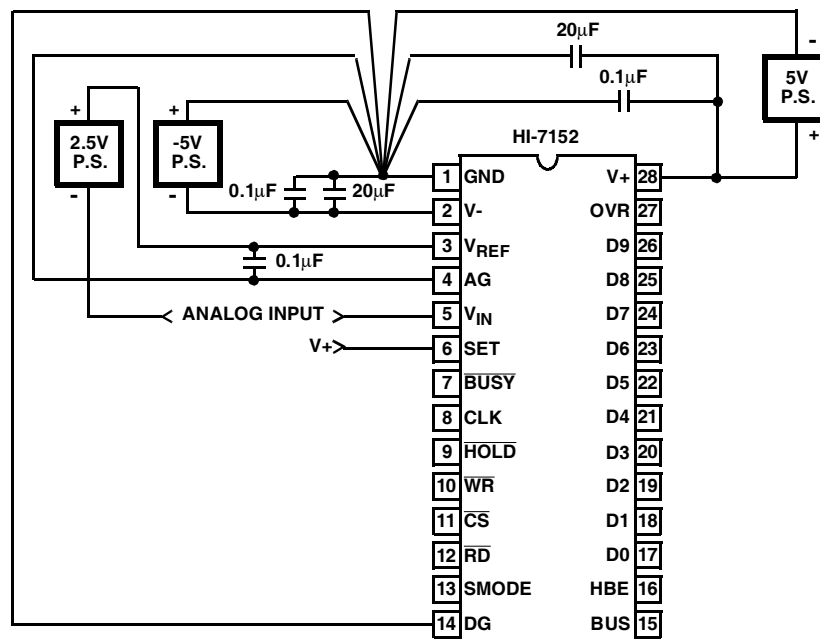 20μF
-
0.1μF
5V
P.S.
+
+
2.5V
P.S.
-
+
-5V
P.S.
-
HI-7152
0.1μF
20μF
0.1μF
ANALOG INPUT
V+
1 GND V+ 28
2 V- OVR 27
3 VREF D9 26
4 AG D8 25
5 VIN D7 24
6 SET D6 23
7 BUSY D5 22
8 CLK D4 21
9 HOLD D3 20
10 WR D2 19
11 CS D1 18
12 RD D0 17
13 SMODE HBE 16
14 DG BUS 15